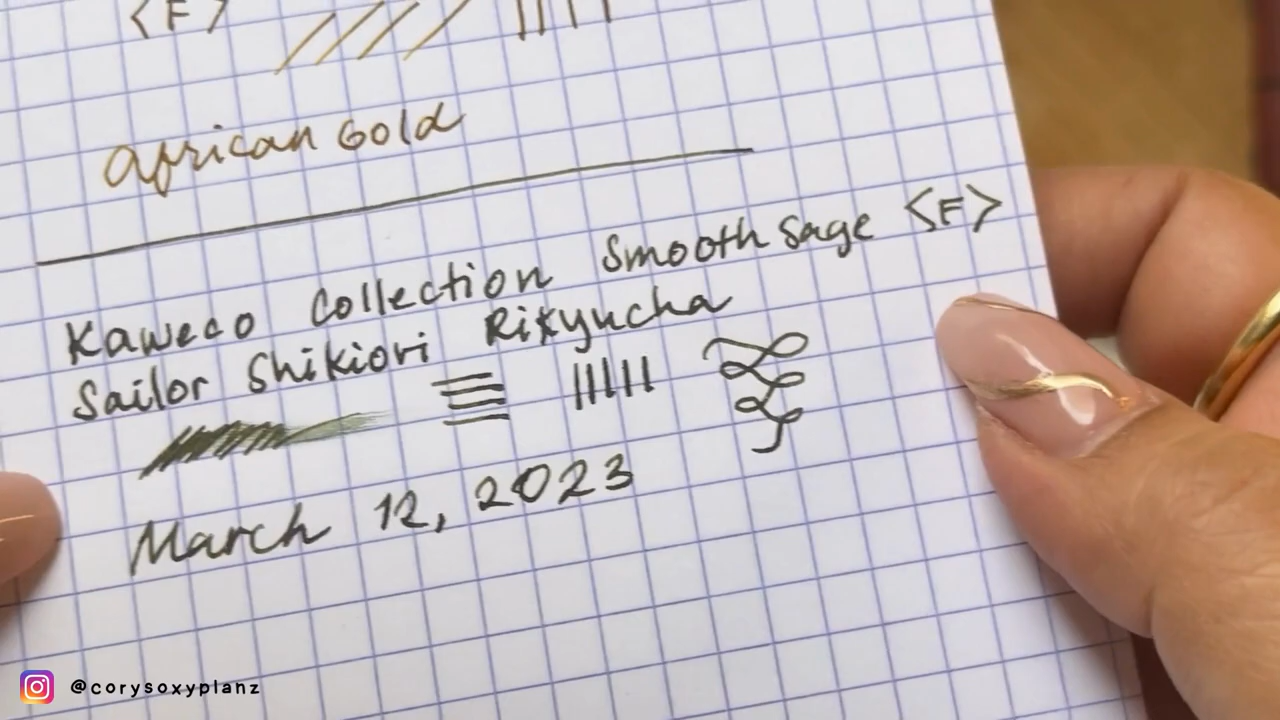 <F>
African Gold
Kaweco Collection Smooth Sage <F>
Sailor Shikiori Rikyucha
March 12, 2023
@corysoxyplanz